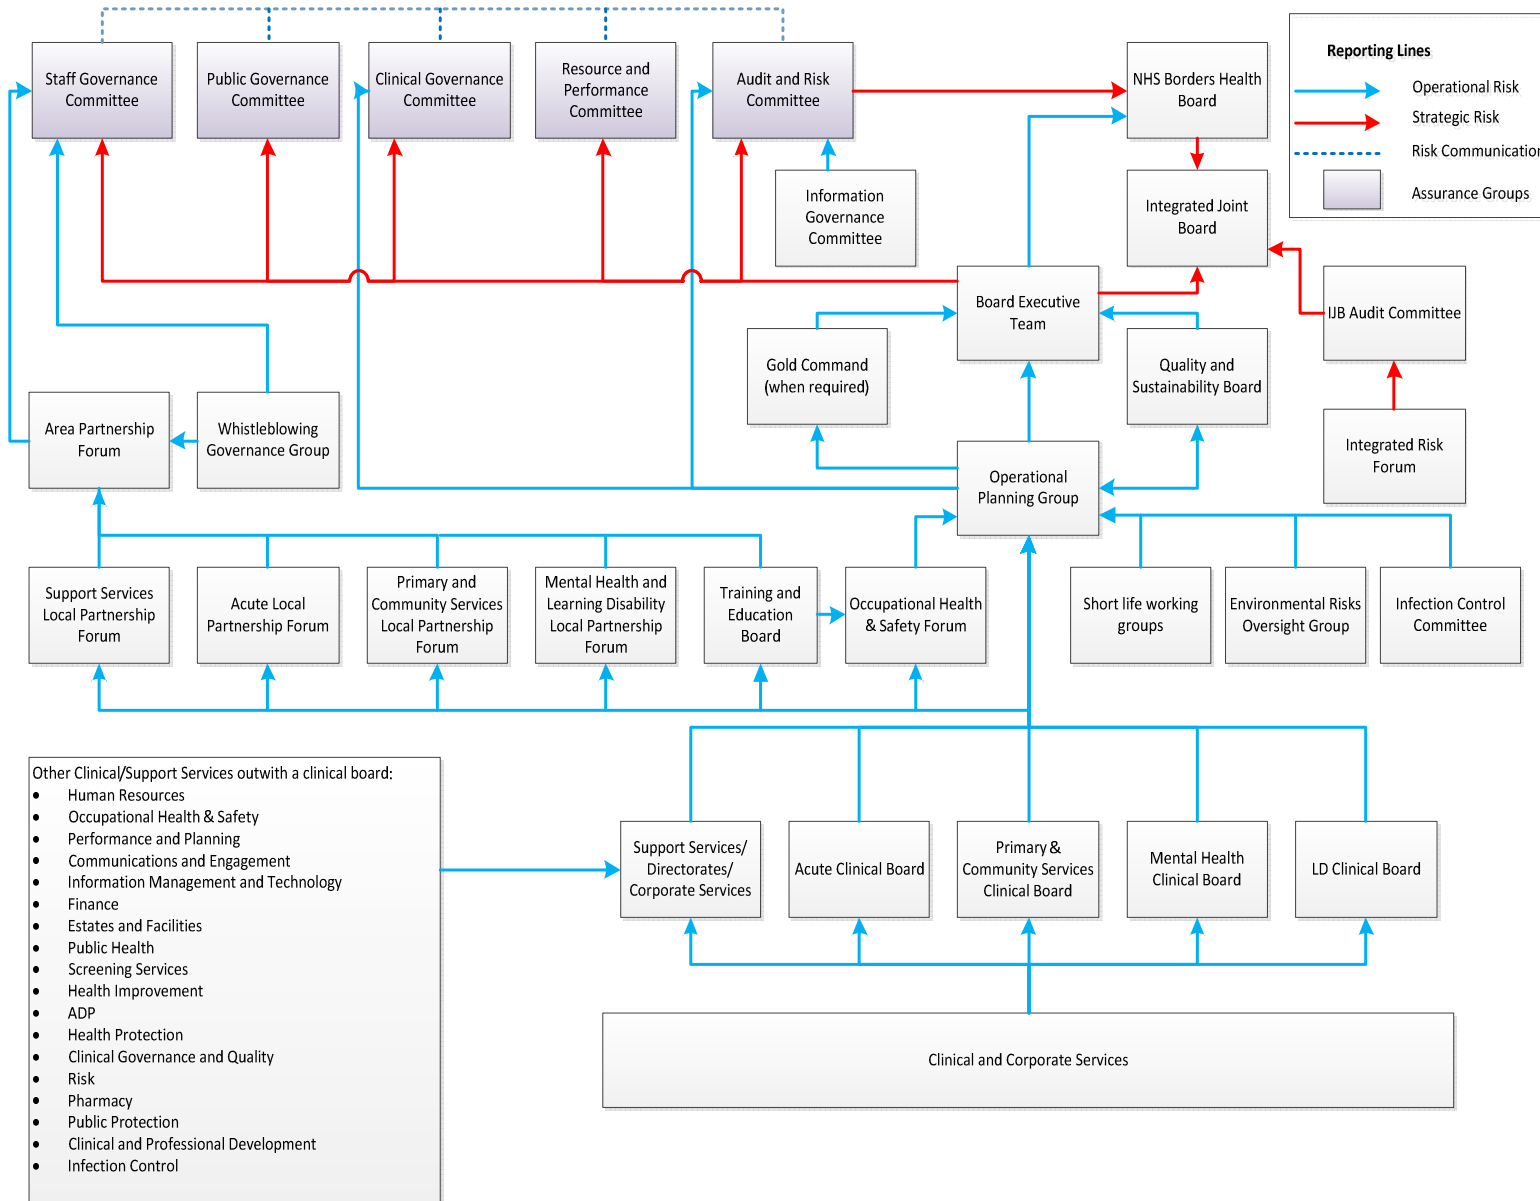 Staff Governance
Committee
Public Governance
Committee
Clinical Governance
Committee
Resource and
Performance
Committee
Audit and Risk
Committee
NHS Borders Health
Board
Reporting Lines
Operational Risk
Strategic Risk
Risk Communication
Assurance Groups
Information
Governance
Committee
Integrated Joint
Board
Board Executive
Team
IJB Audit Committee
Gold Command
(when required)
Quality and
Sustainability Board
Area Partnership
Forum
Whistleblowing
Governance Group
Operational
Planning Group
Integrated Risk
Forum
Support Services
Local Partnership
Forum
Acute Local
Partnership Forum
Primary and
Community Services
Local Partnership
Forum
Mental Health and
Learning Disability
Local Partnership
Forum
Training and
Education
Board
Occupational Health
& Safety Forum
Short life working
groups
Environmental Risks
Oversight Group
Infection Control
Committee
Other Clinical/Support Services outwith a clinical board:
• Human Resources
• Occupational Health & Safety
• Performance and Planning
• Communications and Engagement
• Information Management and Technology
• Finance
• Estates and Facilities
• Public Health
• Screening Services
• Health Improvement
• ADP
• Health Protection
• Clinical Governance and Quality
• Risk
• Pharmacy
• Public Protection
• Clinical and Professional Development
• Infection Control
Support Services/
Directorates/
Corporate Services
Acute Clinical Board
Primary &
Community Services
Clinical Board
Mental Health
Clinical Board
LD Clinical Board
Clinical and Corporate Services